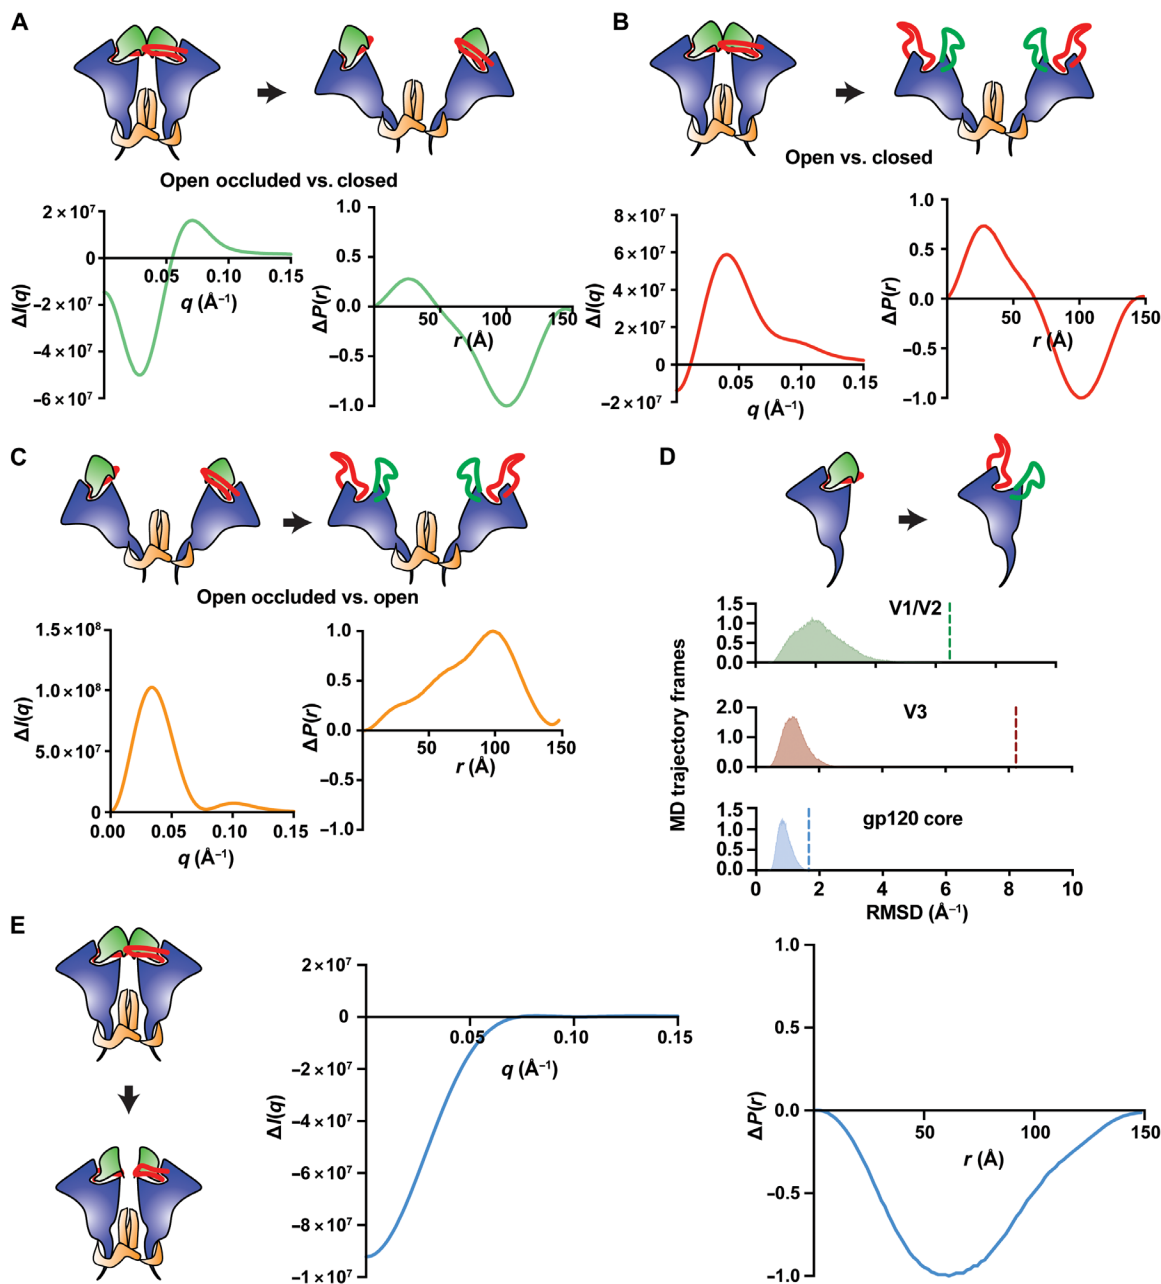 A
B
Open occluded vs. closed
Open vs. closed
2 × 10⁷
0
−2 × 10⁷
−4 × 10⁷
−6 × 10⁷
ΔI(q)
0.05 0.10 0.15
q (Å⁻¹)
1.0
0.5
0.0
−0.5
−1.0
ΔP(r)
50 100 150
r (Å)
8 × 10⁷
6 × 10⁷
4 × 10⁷
2 × 10⁷
0
−2 × 10⁷
ΔI(q)
0.05 0.10 0.15
q (Å⁻¹)
1.0
0.5
0.0
−0.5
−1.0
ΔP(r)
50 100 150
r (Å)
C
D
Open occluded vs. open
1.5 × 10⁸
1.0 × 10⁸
5.0 × 10⁷
0
ΔI(q)
0.00 0.05 0.10 0.15
q (Å⁻¹)
1.0
0.5
0.0
−0.5
−1.0
ΔP(r)
50 100 150
r (Å)
MD trajectory frames
V1/V2
1.5
1.0
0.5
0.0
V3
2.0
1.0
0.0
gp120 core
1.5
1.0
0.5
0.0
0 2 4 6 8 10
RMSD (Å⁻¹)
E
2 × 10⁷
0
−2 × 10⁷
−4 × 10⁷
−6 × 10⁷
−8 × 10⁷
−1 × 10⁷
ΔI(q)
0.05 0.10 0.15
q (Å⁻¹)
1.0
0.5
0.0
−0.5
−1.0
ΔP(r)
50 100 150
r (Å)